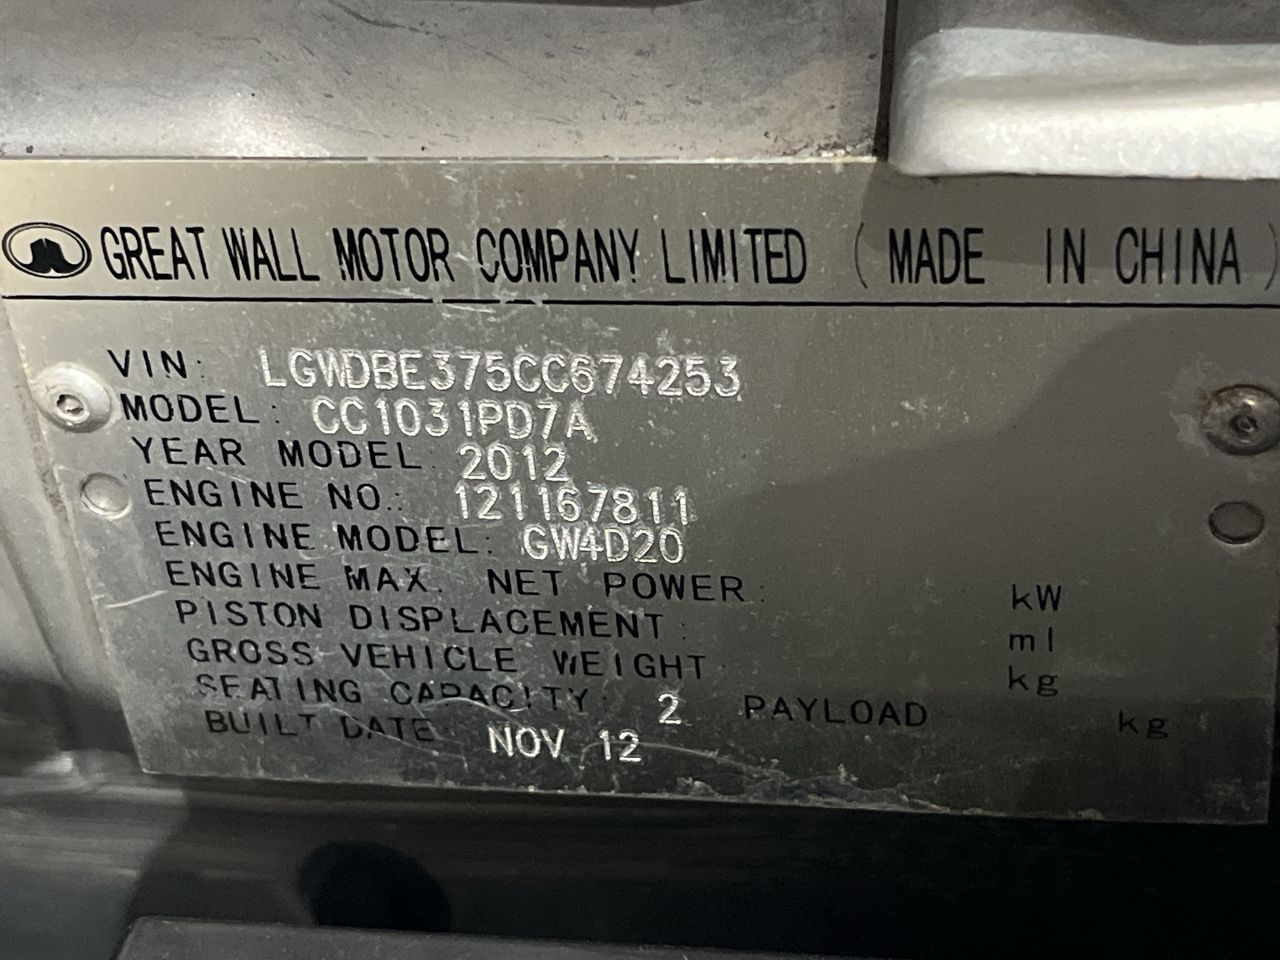 GREAT WALL MOTOR COMPANY LIMITED (MADE IN CHINA)
VIN: LGWDBE375CC674253
MODEL: CC1031PD7A
YEAR MODEL: 2012
ENGINE NO.: 121167811
ENGINE MODEL: GW4D20
ENGINE MAX. NET POWER: kW
PISTON DISPLACEMENT: ml
GROSS VEHICLE WEIGHT: kg
SEATING CAPACITY: 2 PAYLOAD kg
BUILT DATE: NOV 12